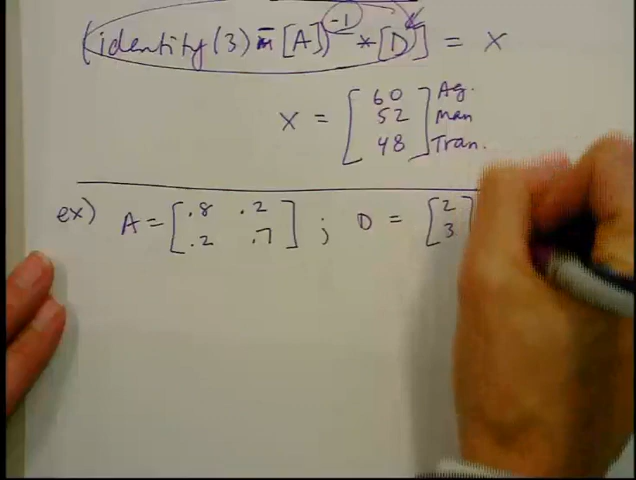 (identity(3) - [A])^-1 * [D] = X
X = [60 52 48] Ag. Man Tran.
ex) A = [.8 .2 .2 .7] ; D = [2 3]